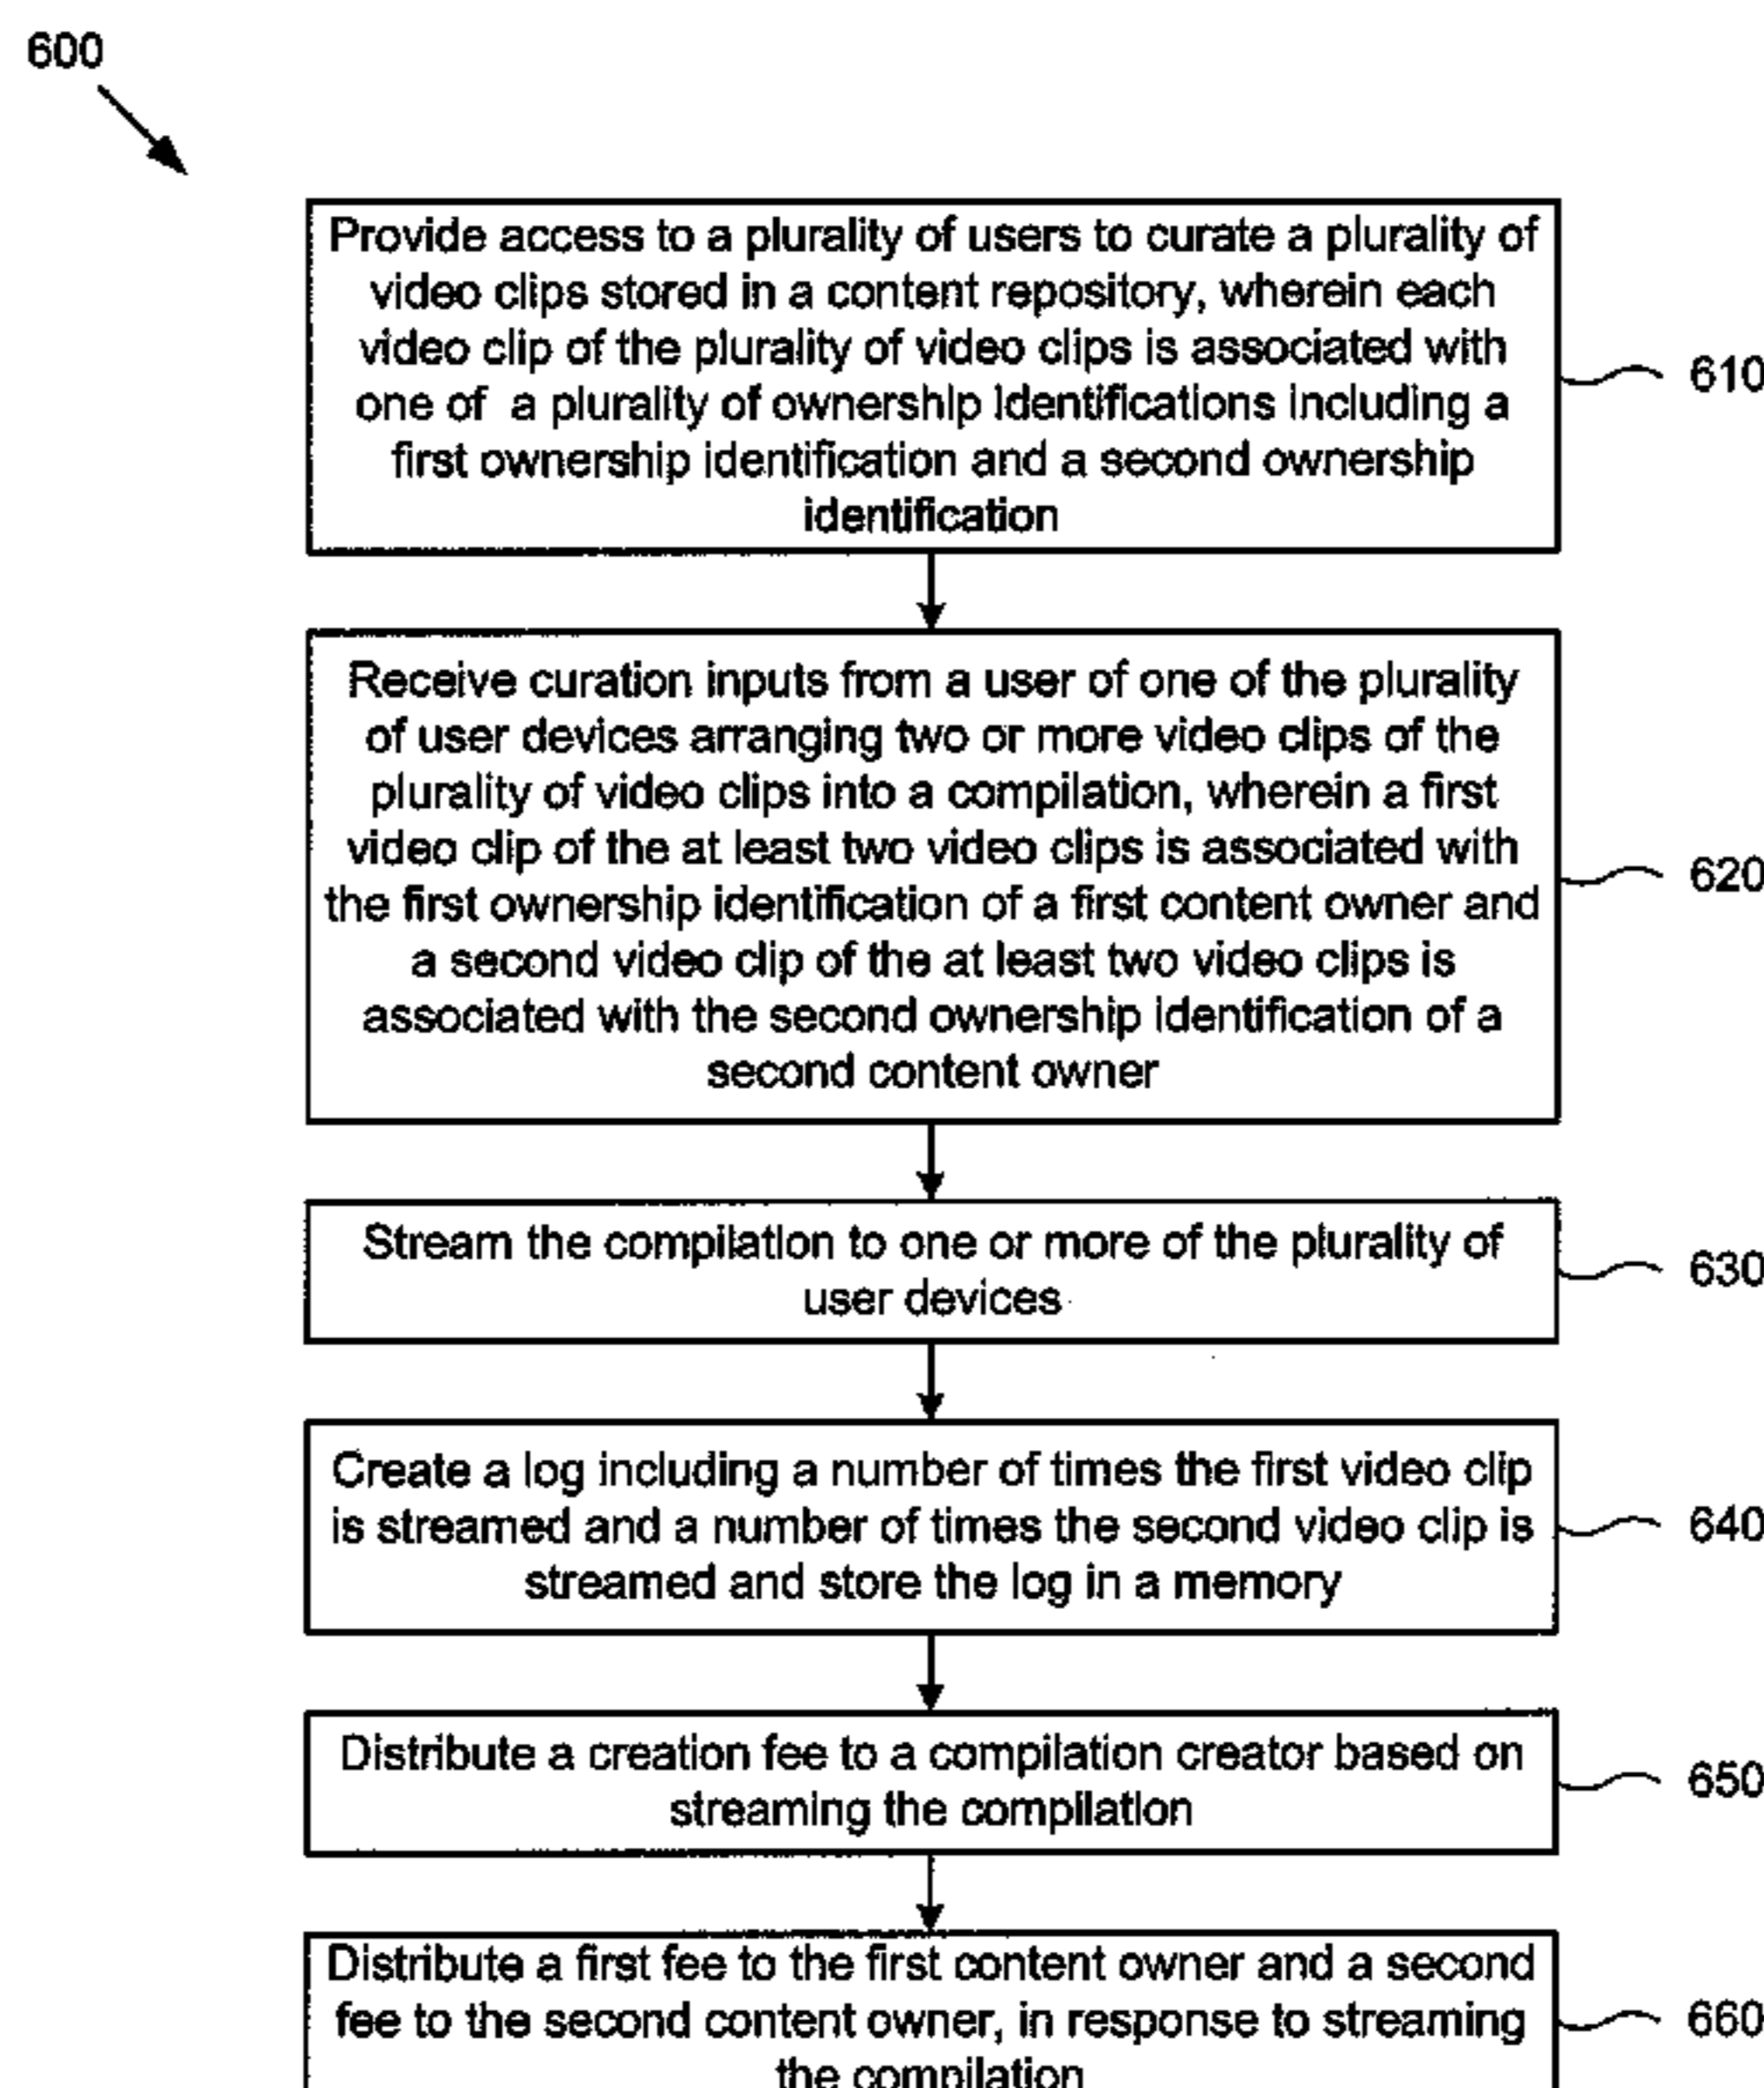 600
Provide access to a plurality of users to curate a plurality of
video clips stored in a content repository, wherein each
video clip of the plurality of video clips is associated with
one of a plurality of ownership identifications including a
first ownership identification and a second ownership
identification
610
Receive curation inputs from a user of one of the plurality
of user devices arranging two or more video clips of the
plurality of video clips into a compilation, wherein a first
video clip of the at least two video clips is associated with
the first ownership identification of a first content owner and
a second video clip of the at least two video clips is
associated with the second ownership identification of a
second content owner
620
Stream the compilation to one or more of the plurality of
user devices
630
Create a log including a number of times the first video clip
is streamed and a number of times the second video clip is
streamed and store the log in a memory
640
Distribute a creation fee to a compilation creator based on
streaming the compilation
650
Distribute a first fee to the first content owner and a second
fee to the second content owner, in response to streaming
the compilation
660